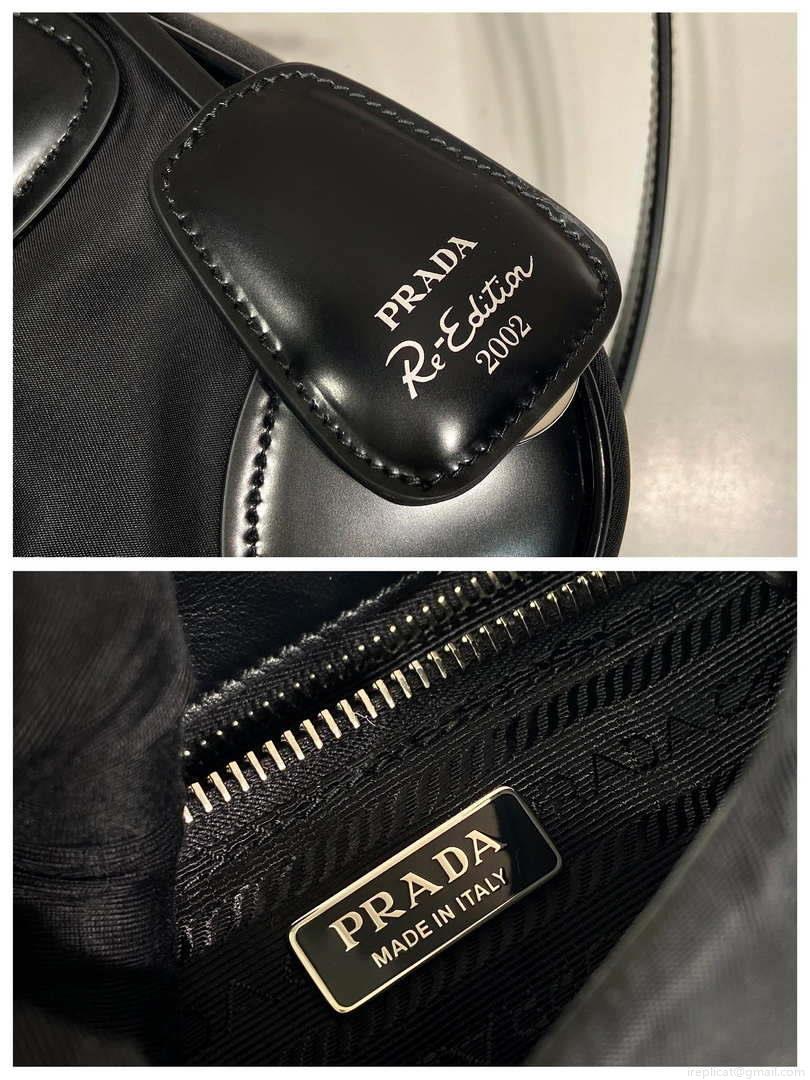 PRADA
Re-Edition
2002
PRADA
MADE IN ITALY
ireplicat@gmail.com